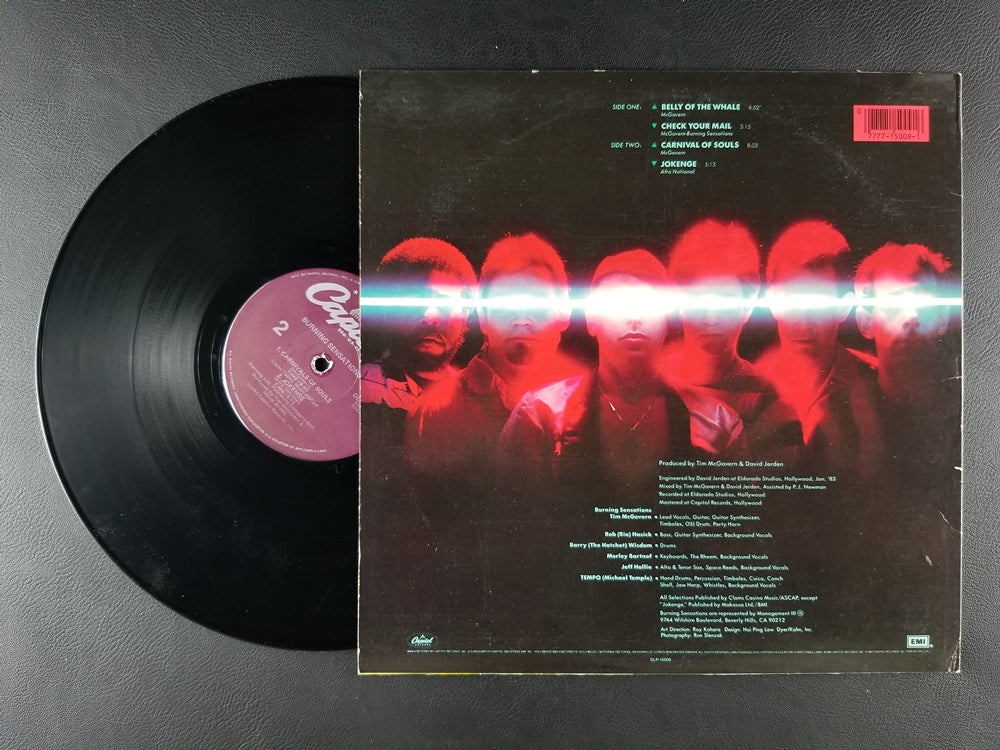 SIDE ONE: ▲ BELLY OF THE WHALE 4:52
McGovern
▼ CHECK YOUR MAIL 3:15
McGovern-Burning Sensations
SIDE TWO: ▲ CARNIVAL OF SOULS 8:03
McGovern
▼ JOKENGE 5:13
Afro National
0
7777-15009-1
Capitol
2
BURNING SENSATIONS
1. CARNIVALS OF SOULS
2. JOKENGE
Produced by Tim McGovern & David Jerden
Engineered by David Jerden at Eldorado Studios, Hollywood, Jan. '83
Mixed by Tim McGovern & David Jerden, Assisted by P. J. Newman
Recorded at Eldorado Studios, Hollywood
Mastered at Capitol Records, Hollywood
Burning Sensations
Tim McGovern • Lead Vocals, Guitar, Guitar Synthesizer,
Timbales, OSI Drum, Party Horn
Rob (Rio) Hasick • Bass, Guitar Synthesizer, Background Vocals
Barry (The Hatchet) Wisdom • Drums
Morley Bartnof • Keyboards, The Rheem, Background Vocals
Jeff Hollie • Alto & Tenor Sax, Space Reeds, Background Vocals
TEMPO (Michael Temple) • Hand Drums, Percussion, Timbales, Cuica, Conch
Shell, Jaw Harp, Whistles, Background Vocals
All Selections Published by Clams Casino Music/ASCAP, except
"Jokenge," Published by Makossa Ltd./BMI
Burning Sensations are represented by Management III
9744 Wilshire Boulevard, Beverly Hills, CA 90212
Art Direction: Roy Kohara Design: Hoi Ping Law Dyer/Kahn, Inc.
Photography: Ron Slenzak
Capitol
EMI
DLP-15009